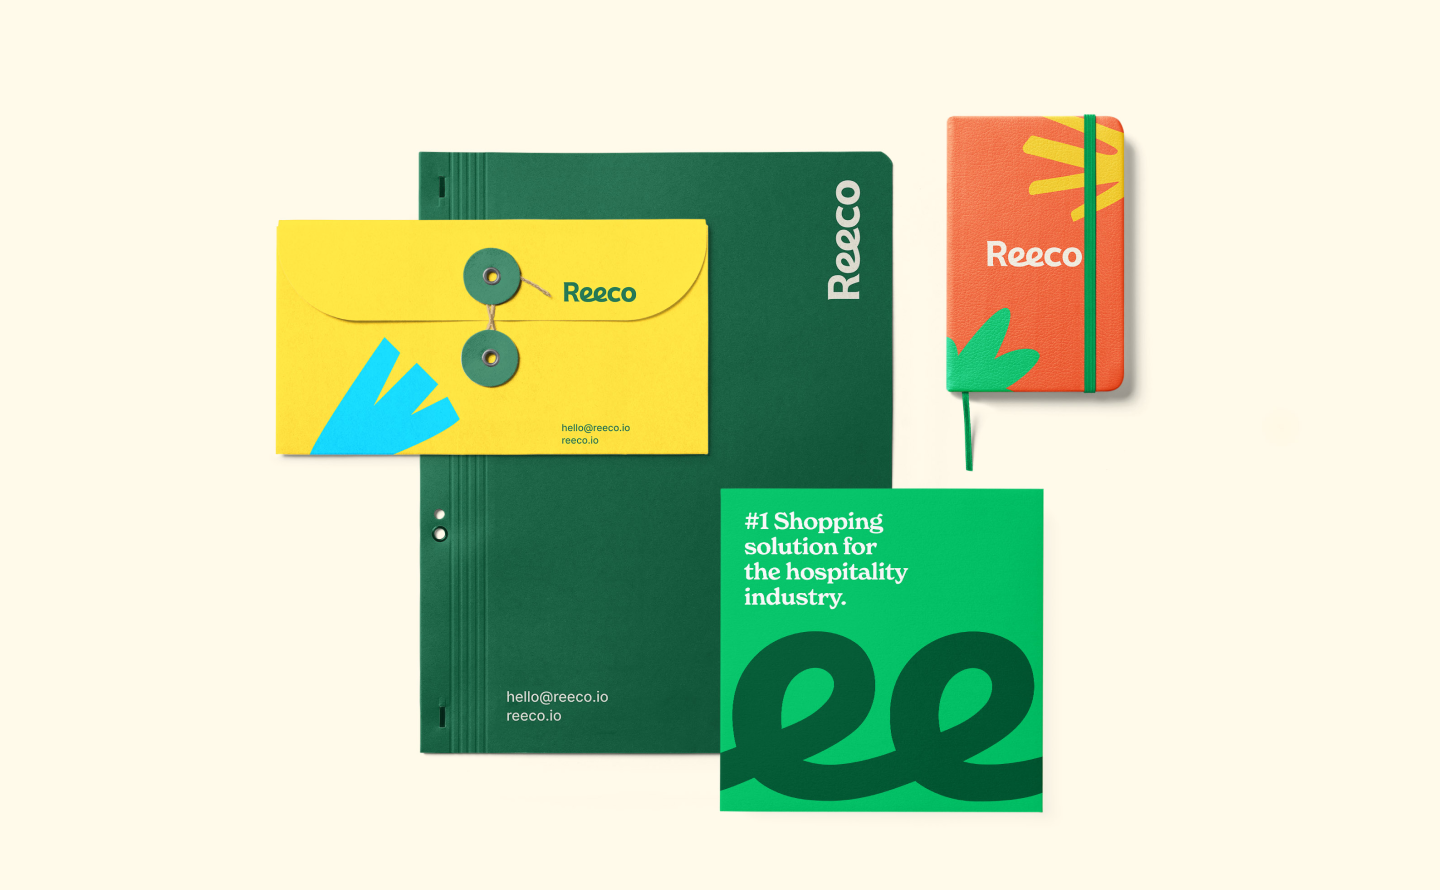 Reeco
hello@reeco.io
reeco.io
Reeco
hello@reeco.io
reeco.io
Reeco
#1 Shopping
solution for
the hospitality
industry.
ee